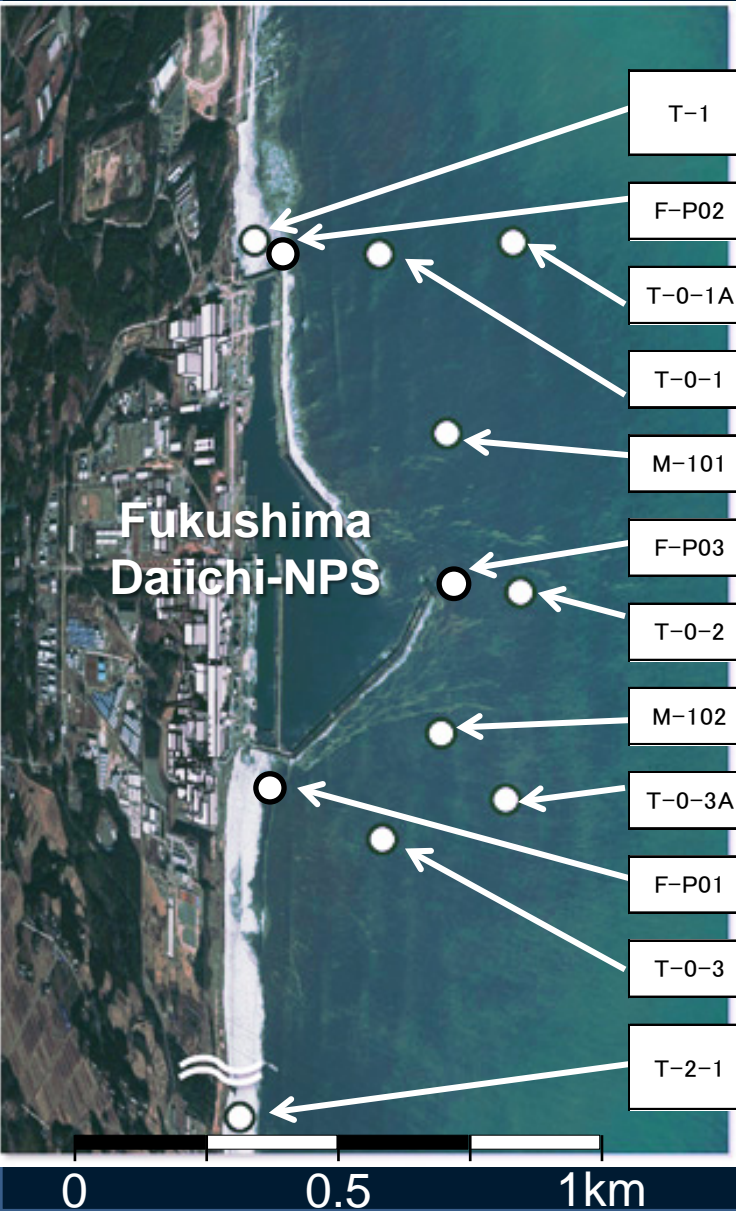 T-1
F-P02
T-0-1A
T-0-1
M-101
Fukushima
Daiichi-NPS
F-P03
T-0-2
M-102
T-0-3A
F-P01
T-0-3
T-2-1
0 0.5 1km